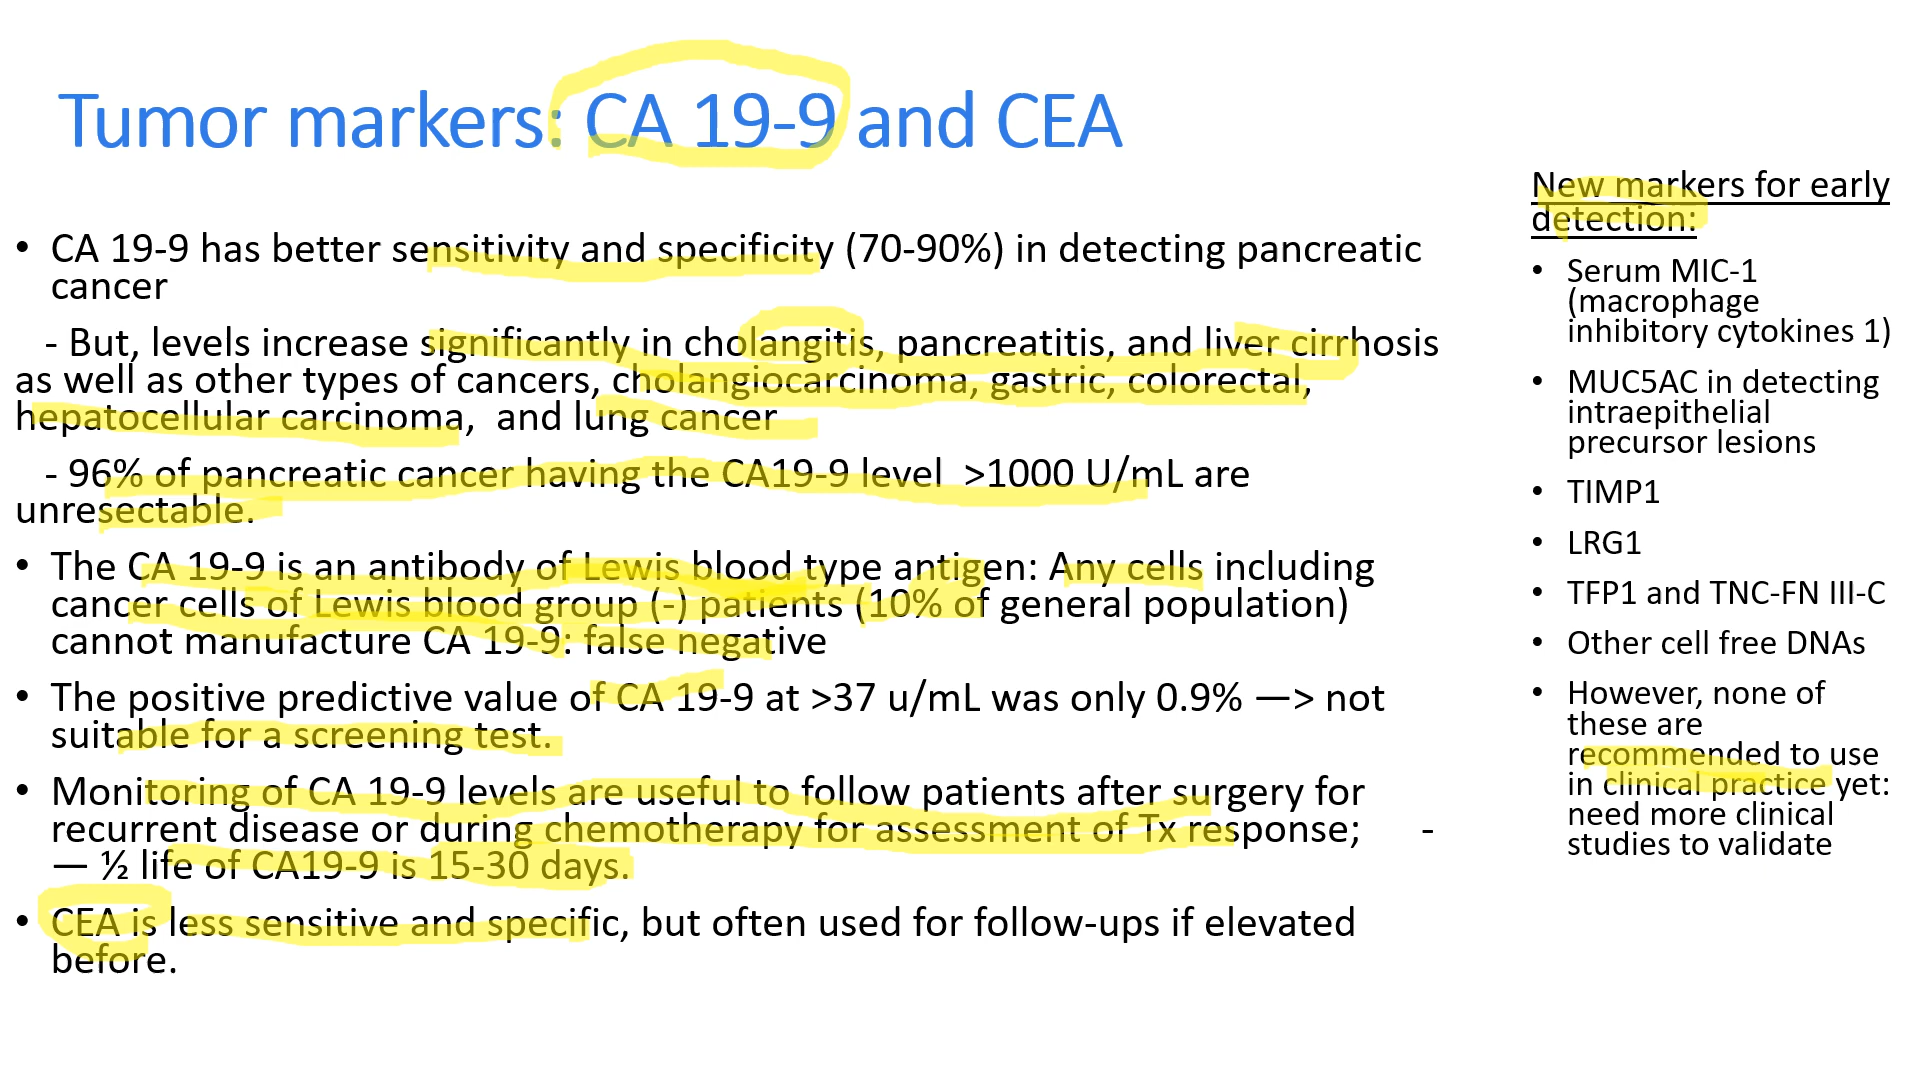 Tumor markers: CA 19-9 and CEA
• CA 19-9 has better sensitivity and specificity (70-90%) in detecting pancreatic
cancer
- But, levels increase significantly in cholangitis, pancreatitis, and liver cirrhosis
as well as other types of cancers, cholangiocarcinoma, gastric, colorectal,
hepatocellular carcinoma,  and lung cancer
- 96% of pancreatic cancer having the CA19-9 level  >1000 U/mL are
unresectable.
• The CA 19-9 is an antibody of Lewis blood type antigen: Any cells including
cancer cells of Lewis blood group (-) patients (10% of general population)
cannot manufacture CA 19-9: false negative
• The positive predictive value of CA 19-9 at >37 u/mL was only 0.9% —> not
suitable for a screening test.
• Monitoring of CA 19-9 levels are useful to follow patients after surgery for
recurrent disease or during chemotherapy for assessment of Tx response;      -
— ½ life of CA19-9 is 15-30 days.
• CEA is less sensitive and specific, but often used for follow-ups if elevated
before.
New markers for early
detection:
• Serum MIC-1
(macrophage
inhibitory cytokines 1)
• MUC5AC in detecting
intraepithelial
precursor lesions
• TIMP1
• LRG1
• TFP1 and TNC-FN III-C
• Other cell free DNAs
• However, none of
these are
recommended to use
in clinical practice yet:
need more clinical
studies to validate